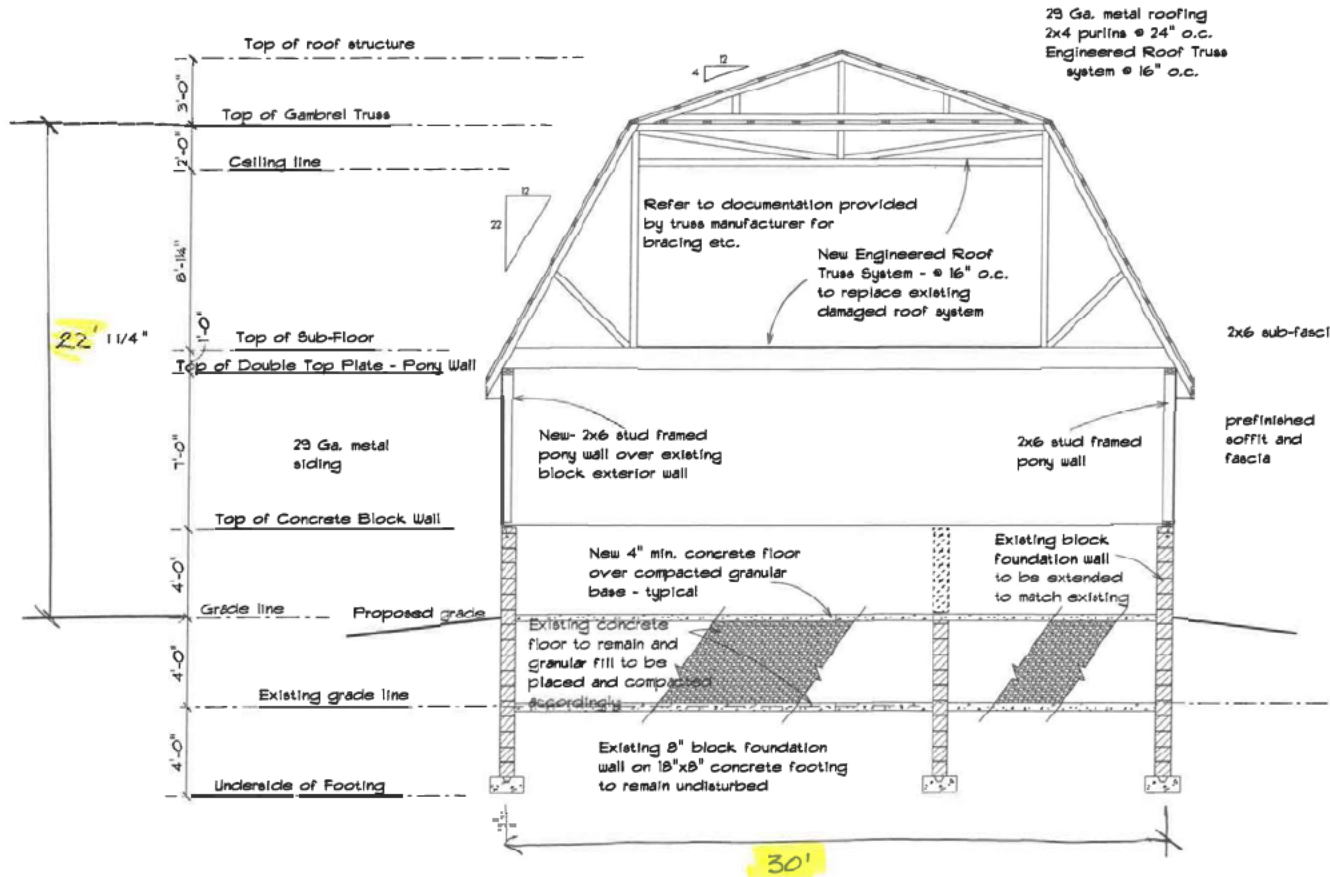 29 Ga. metal roofing
2x4 purlins @ 24" o.c.
Engineered Roof Truss
system @ 16" o.c.
Top of roof structure
12
4
3'-0"
Top of Gambrel Truss
2'-0"
Ceiling line
12
22
Refer to documentation provided
by truss manufacturer for
bracing etc.
8'-1¼"
New Engineered Roof
Truss System - @ 16" o.c.
to replace existing
damaged roof system
22' 1 1/4"
1'-0"
Top of Sub-Floor
2x6 sub-fasci
Top of Double Top Plate - Pony Wall
7'-0"
29 Ga. metal
siding
New- 2x6 stud framed
pony wall over existing
block exterior wall
2x6 stud framed
pony wall
prefinished
soffit and
fascia
Top of Concrete Block Wall
4'-0'
New 4" min. concrete floor
over compacted granular
base - typical
Existing block
foundation wall
to be extended
to match existing
Grade line
Proposed grade
4'-0"
Existing concrete
floor to remain and
granular fill to be
placed and compacted
accordingly
Existing grade line
4'-0"
Existing 8" block foundation
wall on 18"x8" concrete footing
to remain undisturbed
Underside of Footing
30'